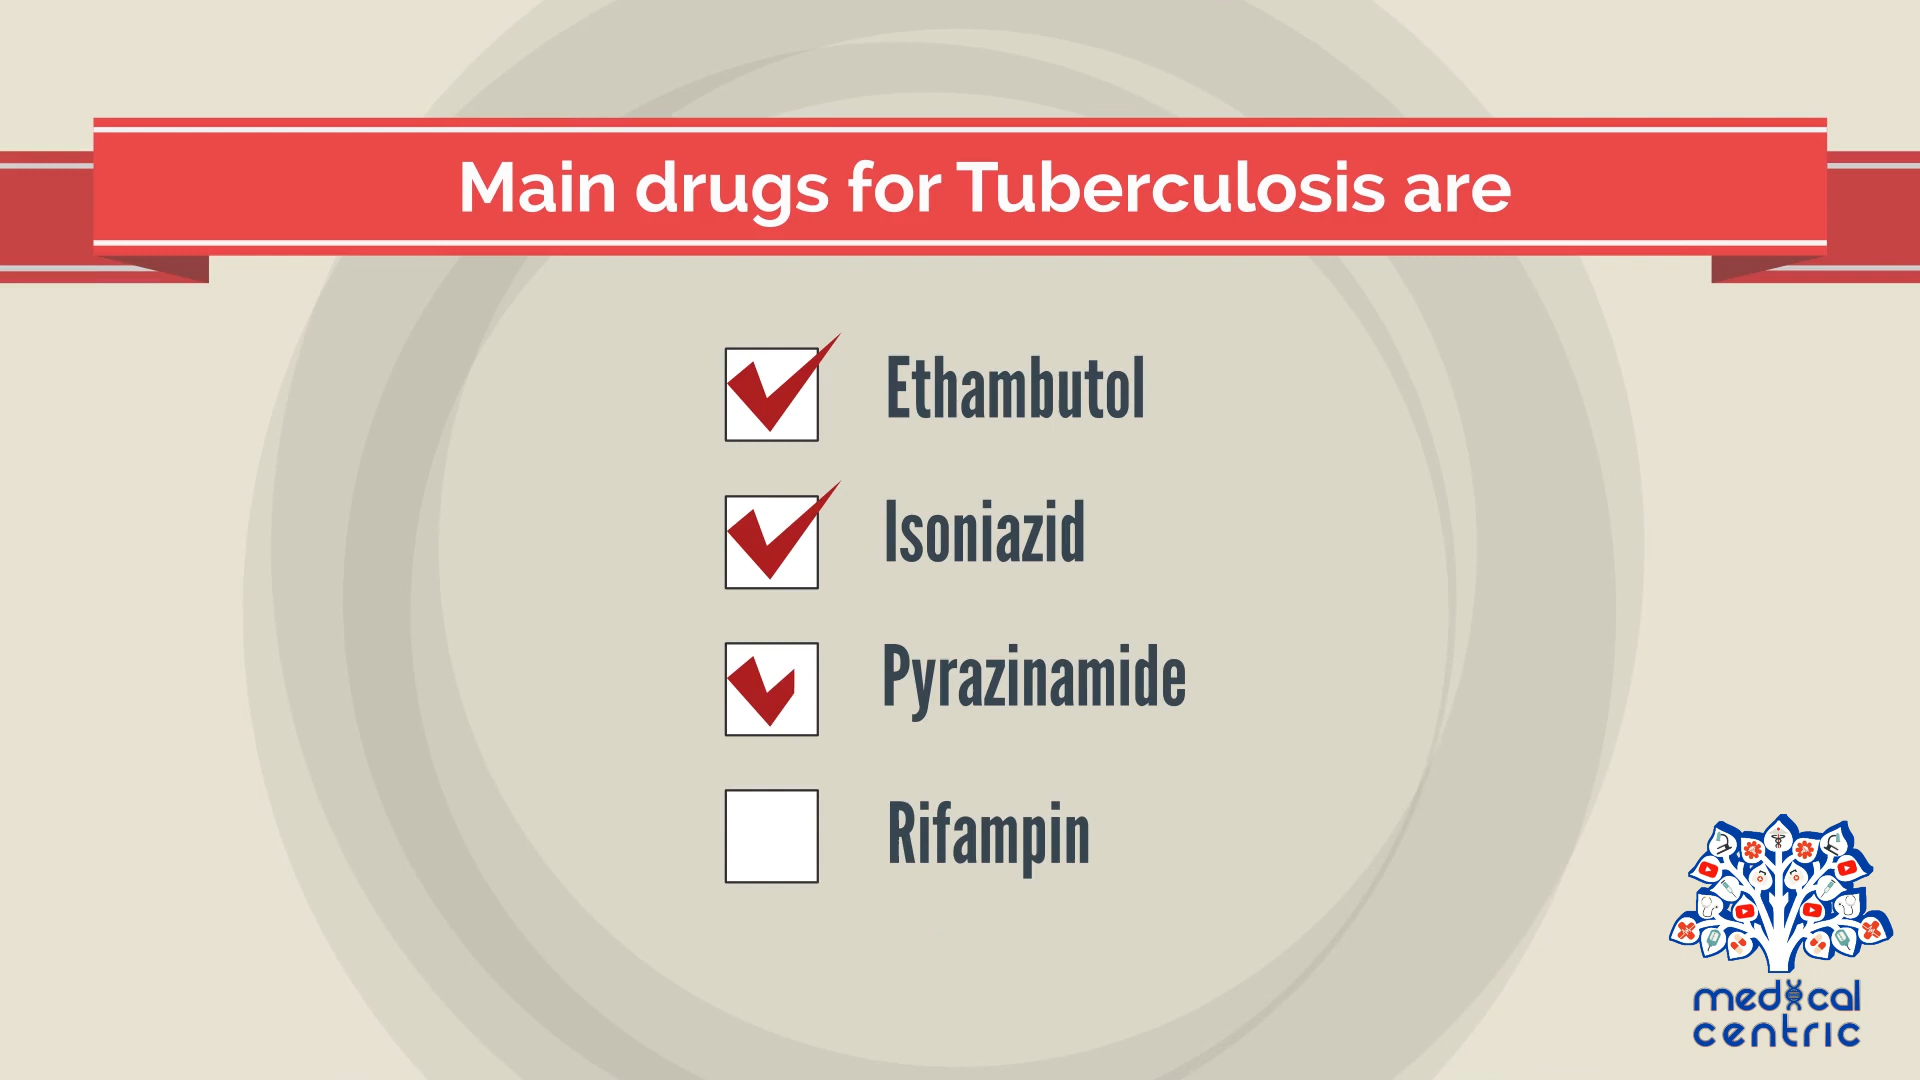 Main drugs for Tuberculosis are
Ethambutol
Isoniazid
Pyrazinamide
Rifampin
medical
centric